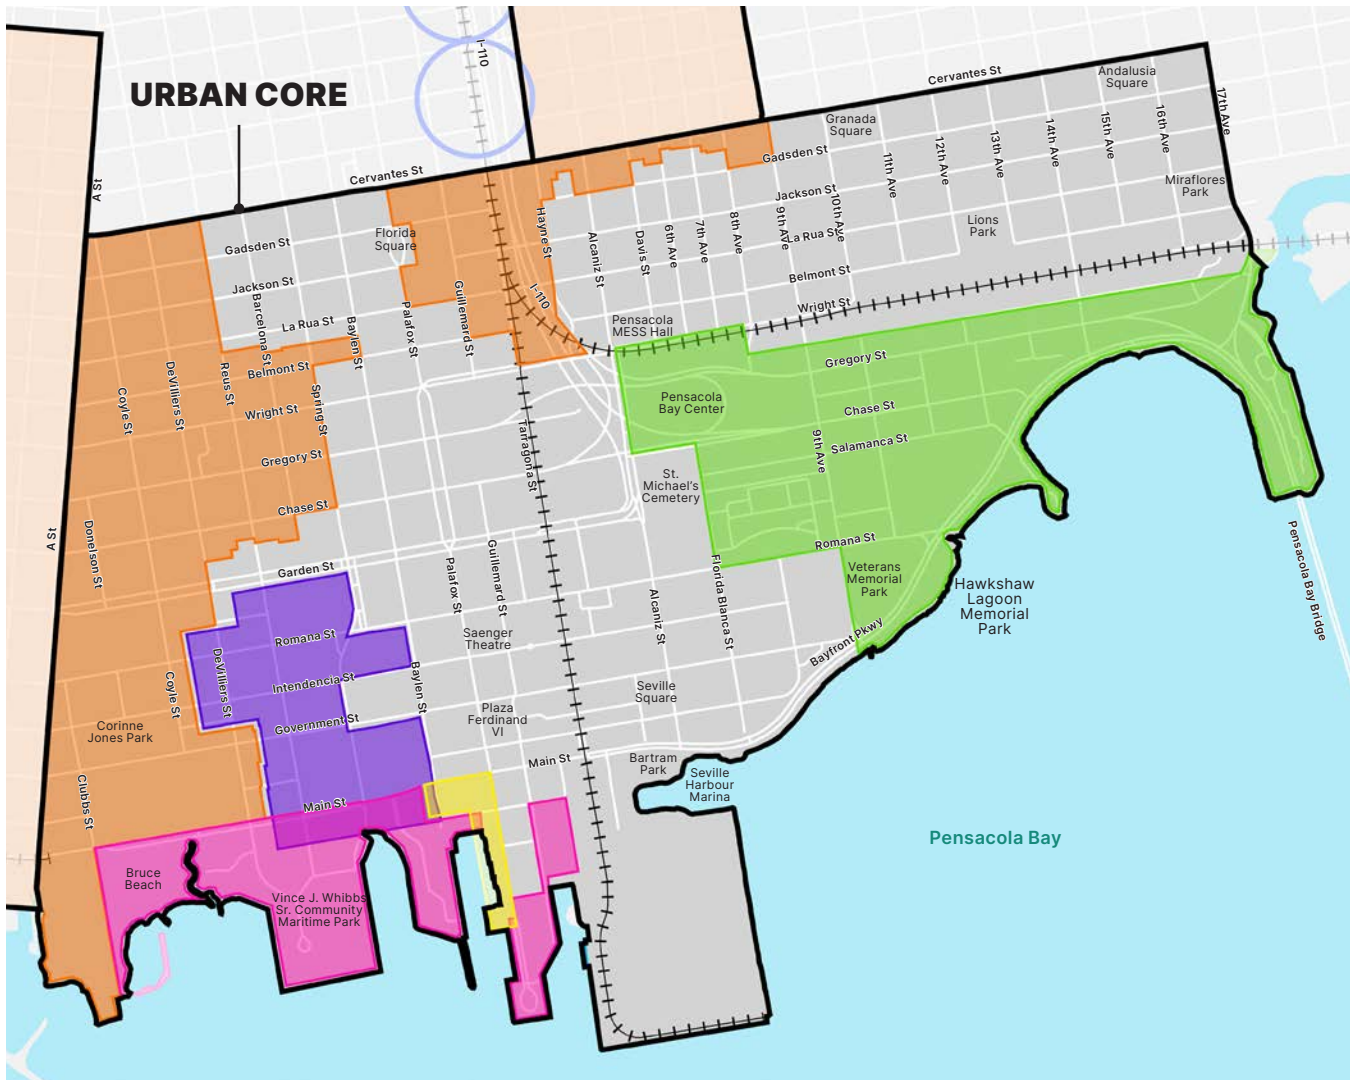 URBAN CORE
I-110
Cervantes St
Andalusia
Square
17th Ave
Granada
Square
16th Ave
15th Ave
14th Ave
13th Ave
12th Ave
11th Ave
Gadsden St
Cervantes St
A St
Miraflores
Park
Jackson St
10th Ave
9th Ave
8th Ave
7th Ave
6th Ave
Davis St
Alcaniz St
Hayne St
Lions
Park
La Rua St
Florida
Square
Gadsden St
Belmont St
Jackson St
I-110
Wright St
Barcelona St
La Rua St
Baylen St
Palafox St
Guillemard St
Pensacola
MESS Hall
Gregory St
Belmont St
Reus St
DeVilliers St
Coyle St
Wright St
Spring St
Pensacola
Bay Center
Chase St
Salamanca St
9th Ave
Gregory St
Tarragona St
St.
Michael's
Cemetery
Chase St
A St
Donelson St
Romana St
Garden St
Palafox St
Guillemard St
Alcaniz St
Florida Blanca St
Veterans
Memorial
Park
Hawkshaw
Lagoon
Memorial
Park
Pensacola Bay Bridge
Romana St
Saenger
Theatre
Bayfront Pkwy
Coyle St
DeVilliers St
Intendencia St
Baylen St
Seville
Square
Government St
Plaza
Ferdinand
VI
Corinne
Jones Park
Main St
Bartram
Park
Seville
Harbour
Marina
Clubbs St
Main St
Pensacola Bay
Bruce
Beach
Vince J. Whibbs
Sr. Community
Maritime Park